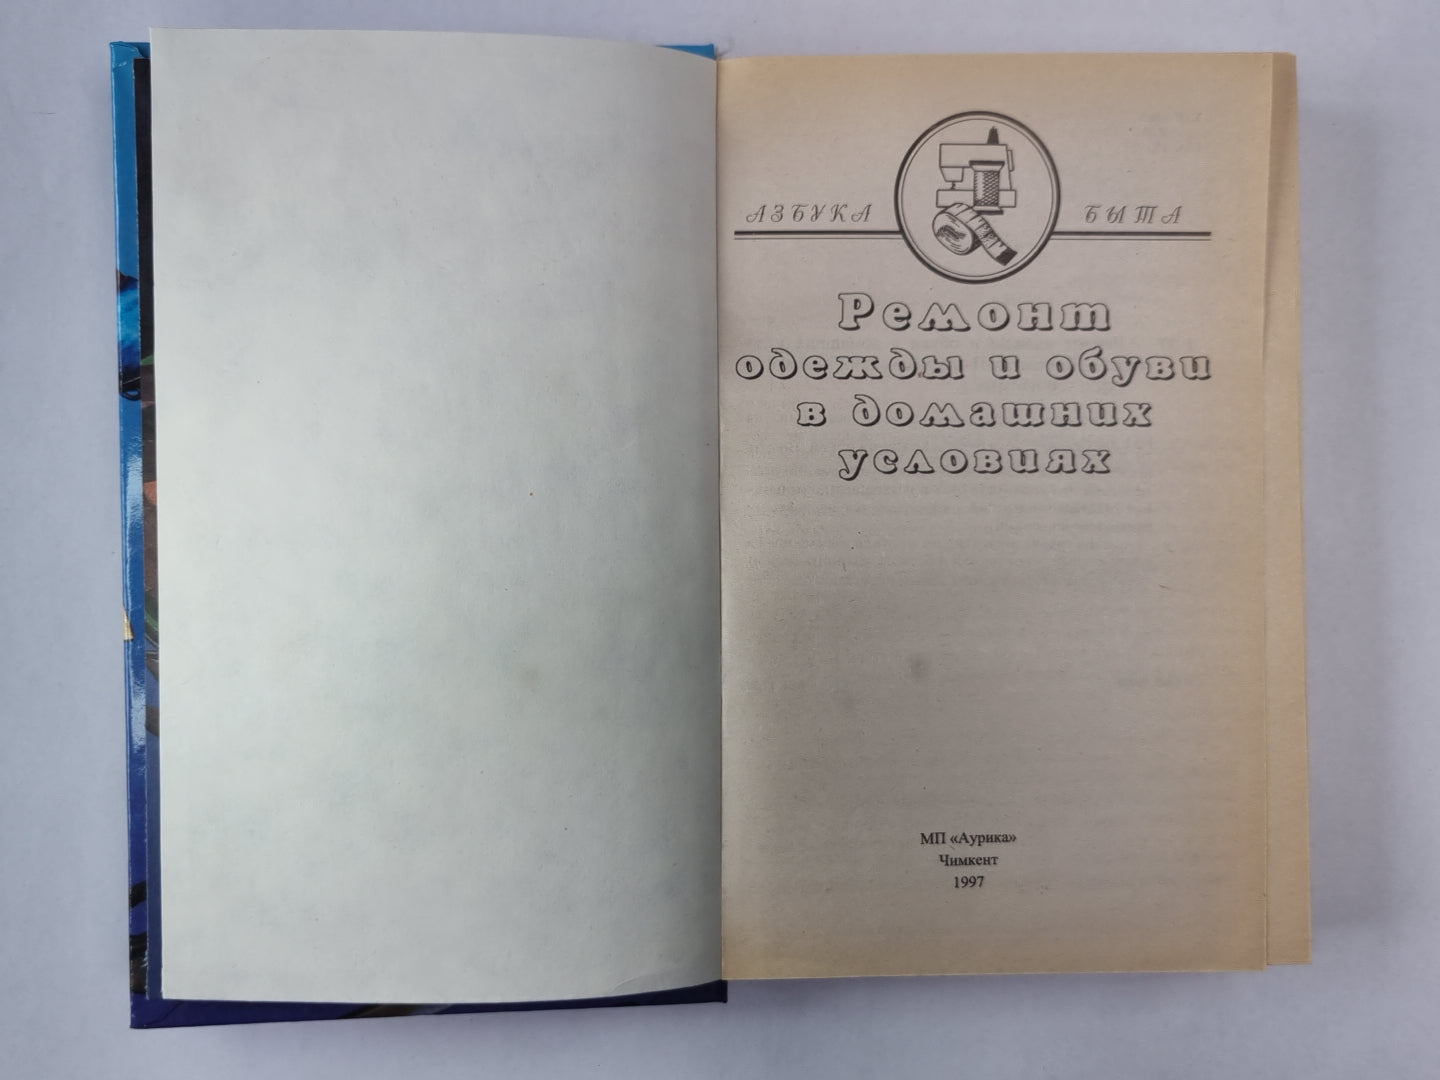 АЗБУКА БЫТА
Ремонт
одежды и обуви
в домашних
условиях
МП «Аурика»
Чимкент
1997